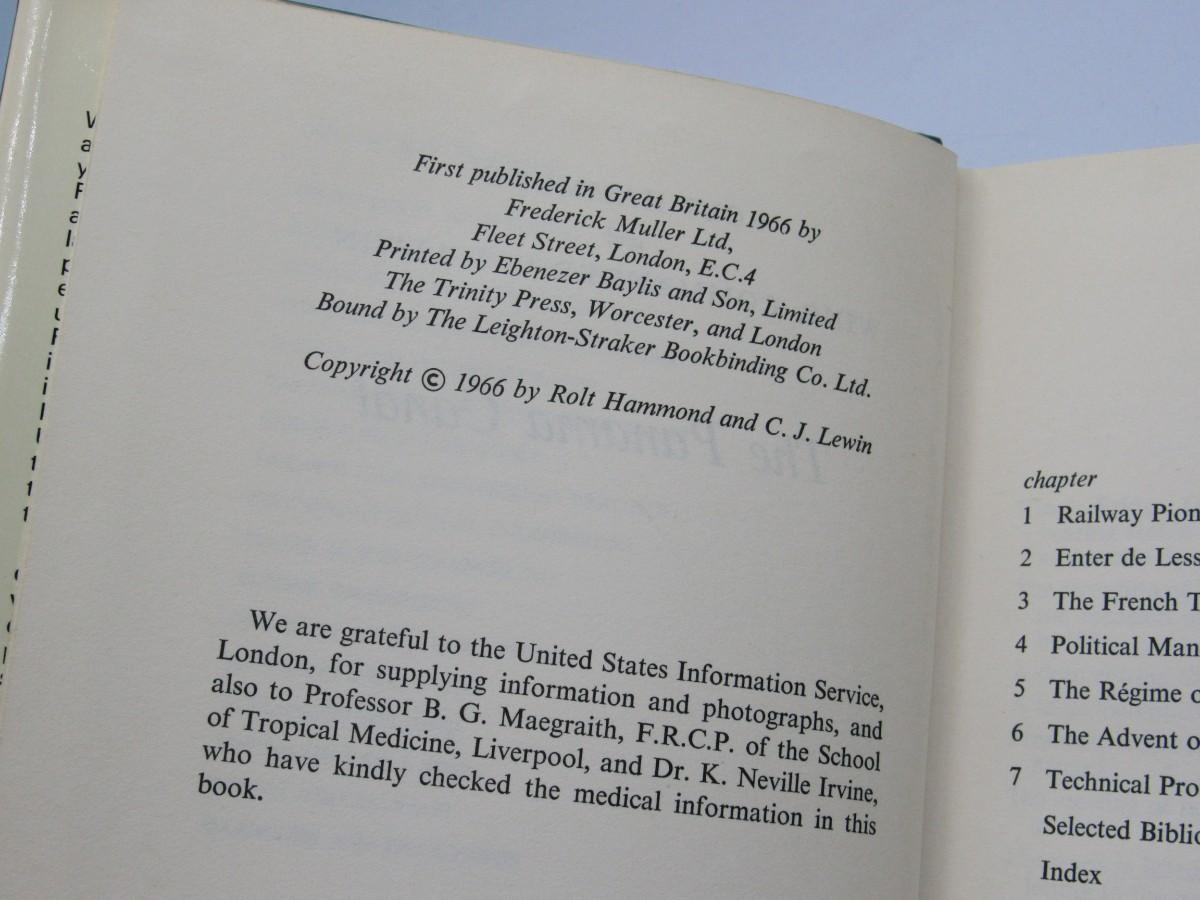 First published in Great Britain 1966 by
Frederick Muller Ltd,
Fleet Street, London, E.C.4
Printed by Ebenezer Baylis and Son, Limited
The Trinity Press, Worcester, and London
Bound by The Leighton-Straker Bookbinding Co. Ltd.
Copyright © 1966 by Rolt Hammond and C. J. Lewin
We are grateful to the United States Information Service,
London, for supplying information and photographs, and
also to Professor B. G. Maegraith, F.R.C.P. of the School
of Tropical Medicine, Liverpool, and Dr. K. Neville Irvine,
who have kindly checked the medical information in this
book.
chapter
1 Railway Pion
2 Enter de Less
3 The French T
4 Political Man
5 The Régime o
6 The Advent o
7 Technical Pro
Selected Biblio
Index